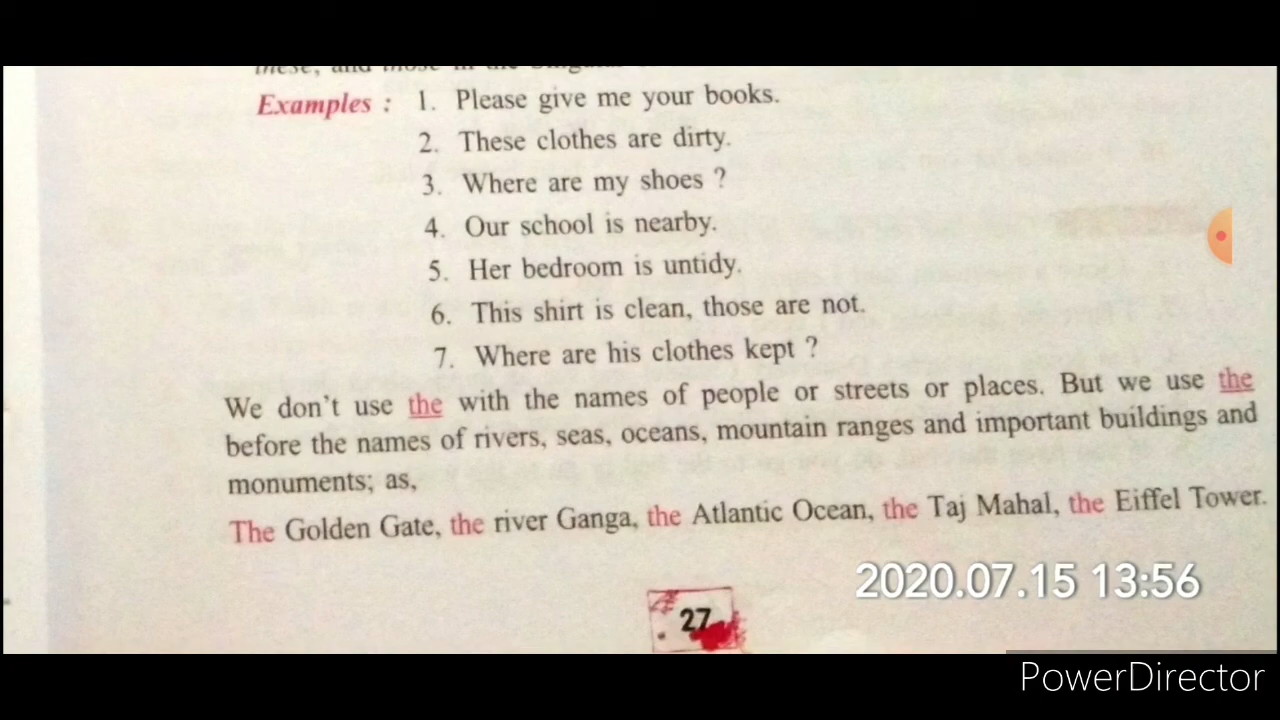 these, and those in the
Examples : 1. Please give me your books.
2. These clothes are dirty.
3. Where are my shoes ?
4. Our school is nearby.
5. Her bedroom is untidy.
6. This shirt is clean, those are not.
7. Where are his clothes kept ?
We don't use the with the names of people or streets or places. But we use the
before the names of rivers, seas, oceans, mountain ranges and important buildings and
monuments; as,
The Golden Gate, the river Ganga, the Atlantic Ocean, the Taj Mahal, the Eiffel Tower.
2020.07.15 13:56
27
PowerDirector